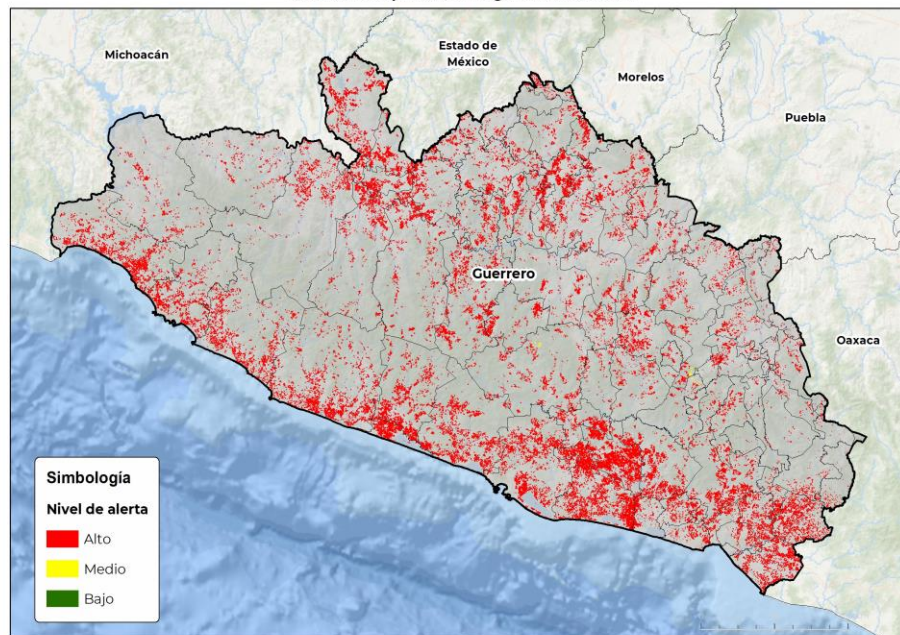 Michoacán
Estado de
México
Morelos
Puebla
Guerrero
Oaxaca
Simbología
Nivel de alerta
Alto
Medio
Bajo